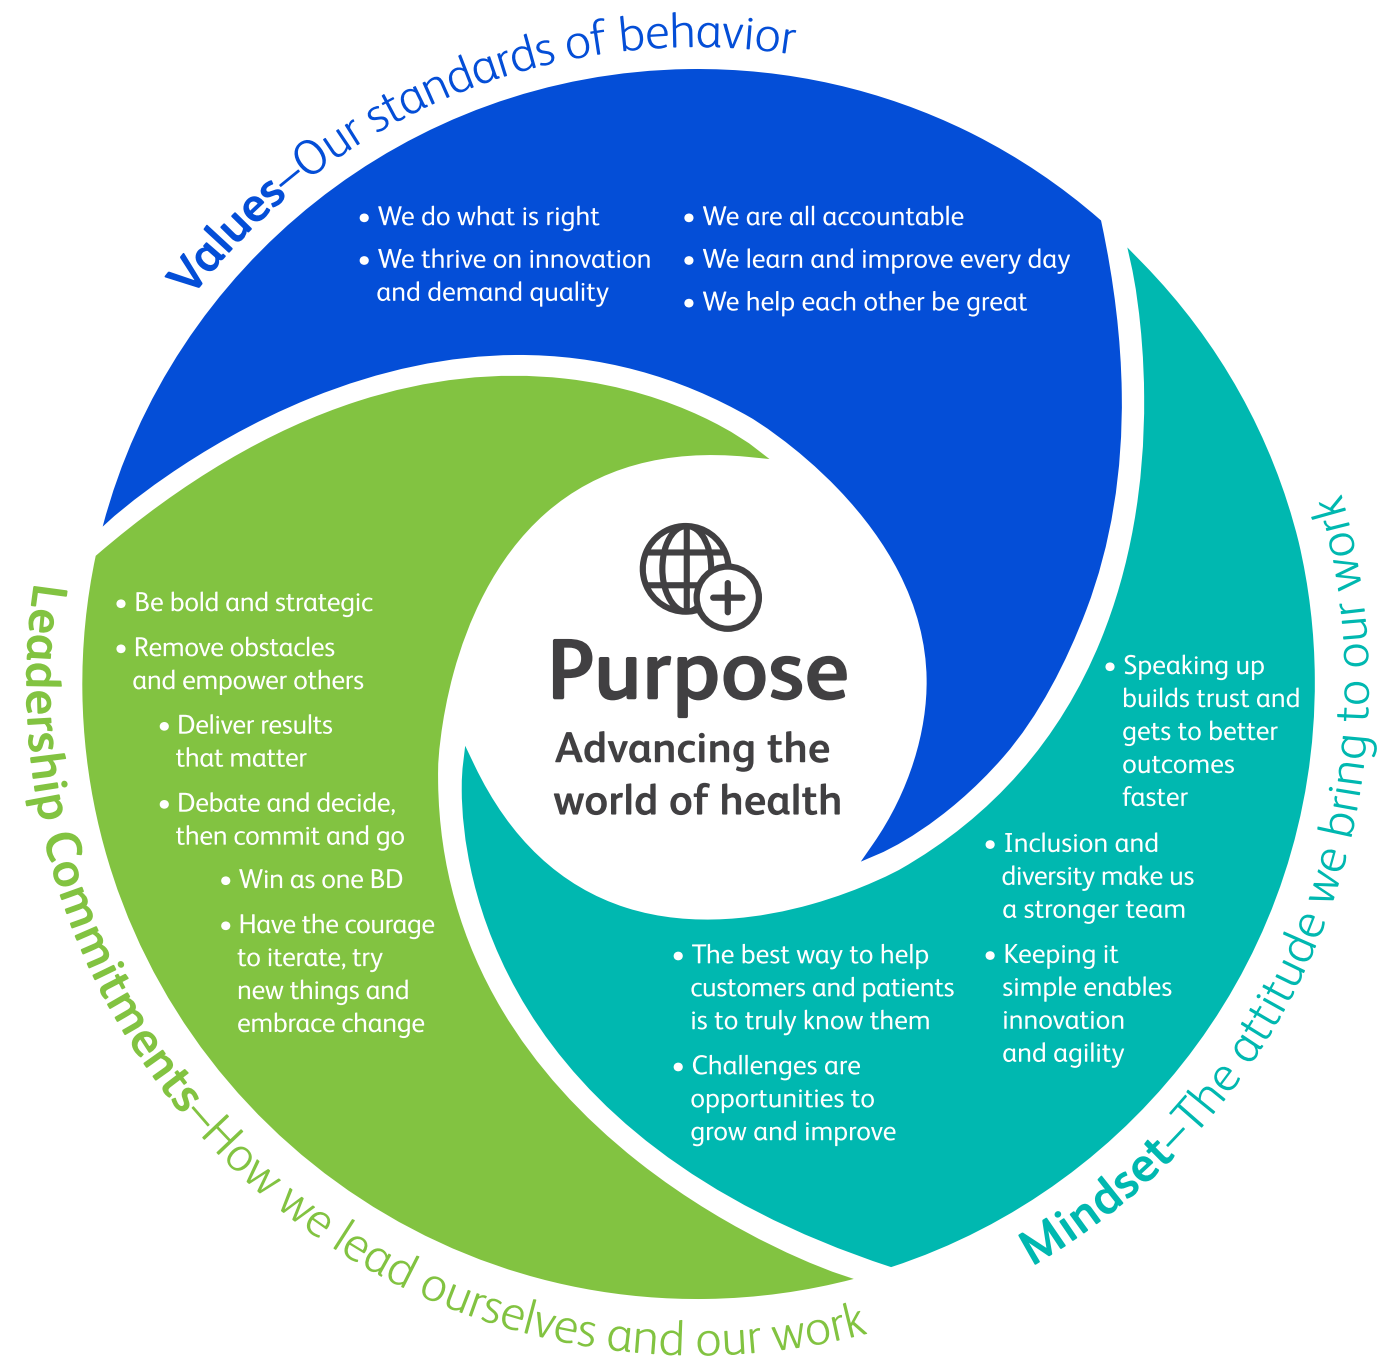 Values–Our standards of behavior
• We do what is right
• We thrive on innovation
and demand quality
• We are all accountable
• We learn and improve every day
• We help each other be great
Purpose
Advancing the
world of health
Leadership Commitments–How we lead ourselves and our work
• Be bold and strategic
• Remove obstacles
and empower others
• Deliver results
that matter
• Debate and decide,
then commit and go
• Win as one BD
• Have the courage
to iterate, try
new things and
embrace change
Mindset–The attitude we bring to our work
• Speaking up
builds trust and
gets to better
outcomes
faster
• Inclusion and
diversity make us
a stronger team
• Keeping it
simple enables
innovation
and agility
• The best way to help
customers and patients
is to truly know them
• Challenges are
opportunities to
grow and improve